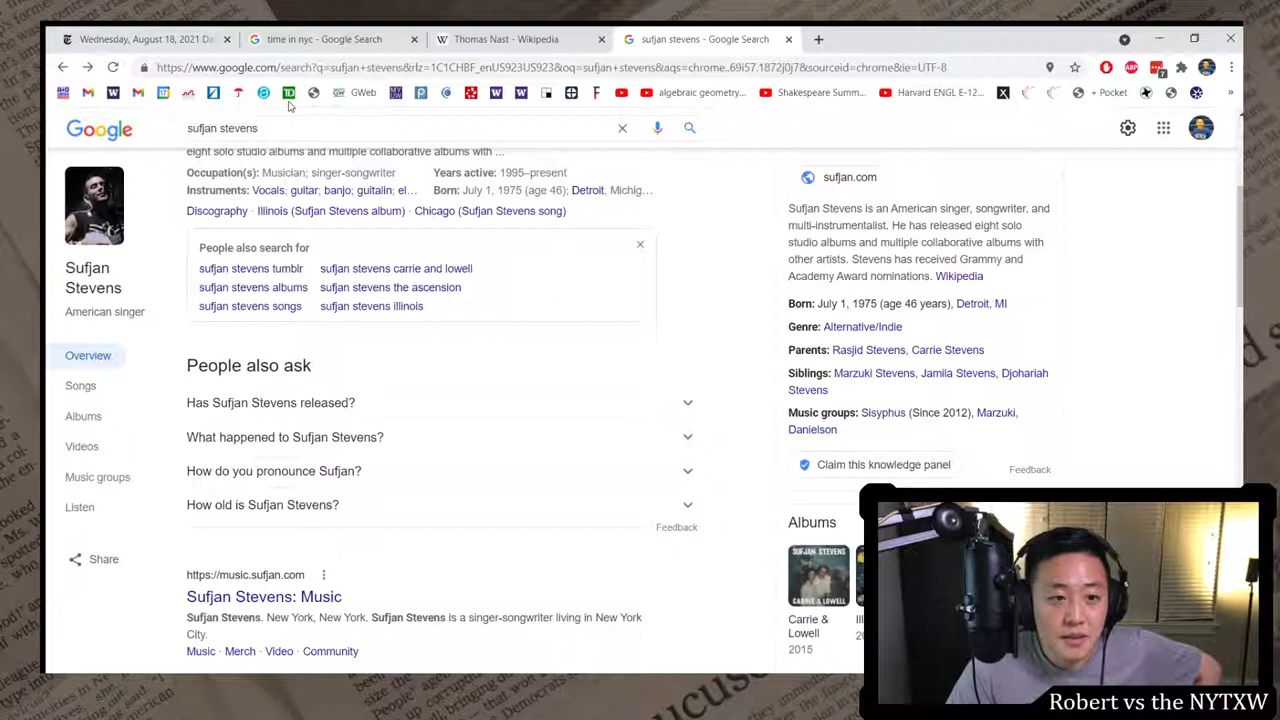 Wednesday, August 18, 2021 Da
time in nyc - Google Search
Thomas Nast - Wikipedia
sufjan stevens - Google Search
https://www.google.com/search?q=sufjan+stevens&rlz=1C1CHBF_enUS923US923&oq=sufjan+stevens&aqs=chrome..69i57.1872j0j7&sourceid=chrome&ie=UTF-8
GWeb
algebraic geometry...
Shakespeare Summ...
Harvard ENGL E-12...
+ Pocket
Google
sufjan stevens
eight solo studio albums and multiple collaborative albums with ...
Occupation(s): Musician; singer-songwriter
Years active: 1995–present
Instruments: Vocals; guitar; banjo; guitalin; el...
Born: July 1, 1975 (age 46); Detroit, Michig...
Discography · Illinois (Sufjan Stevens album) · Chicago (Sufjan Stevens song)
People also search for
sufjan stevens tumblr
sufjan stevens carrie and lowell
sufjan stevens albums
sufjan stevens the ascension
sufjan stevens songs
sufjan stevens illinois
Sufjan
Stevens
American singer
Overview
Songs
Albums
Videos
Music groups
Listen
Share
People also ask
Has Sufjan Stevens released?
What happened to Sufjan Stevens?
How do you pronounce Sufjan?
How old is Sufjan Stevens?
Feedback
https://music.sufjan.com
Sufjan Stevens: Music
Sufjan Stevens. New York, New York. Sufjan Stevens is a singer-songwriter living in New York
City.
Music · Merch · Video · Community
sufjan.com
Sufjan Stevens is an American singer, songwriter, and
multi-instrumentalist. He has released eight solo
studio albums and multiple collaborative albums with
other artists. Stevens has received Grammy and
Academy Award nominations. Wikipedia
Born: July 1, 1975 (age 46 years), Detroit, MI
Genre: Alternative/Indie
Parents: Rasjid Stevens, Carrie Stevens
Siblings: Marzuki Stevens, Jamila Stevens, Djohariah
Stevens
Music groups: Sisyphus (Since 2012), Marzuki,
Danielson
Claim this knowledge panel
Feedback
Albums
SUFJAN STEVENS
CARRIE & LOWELL
Carrie &
Lowell
2015
Robert vs the NYTXW